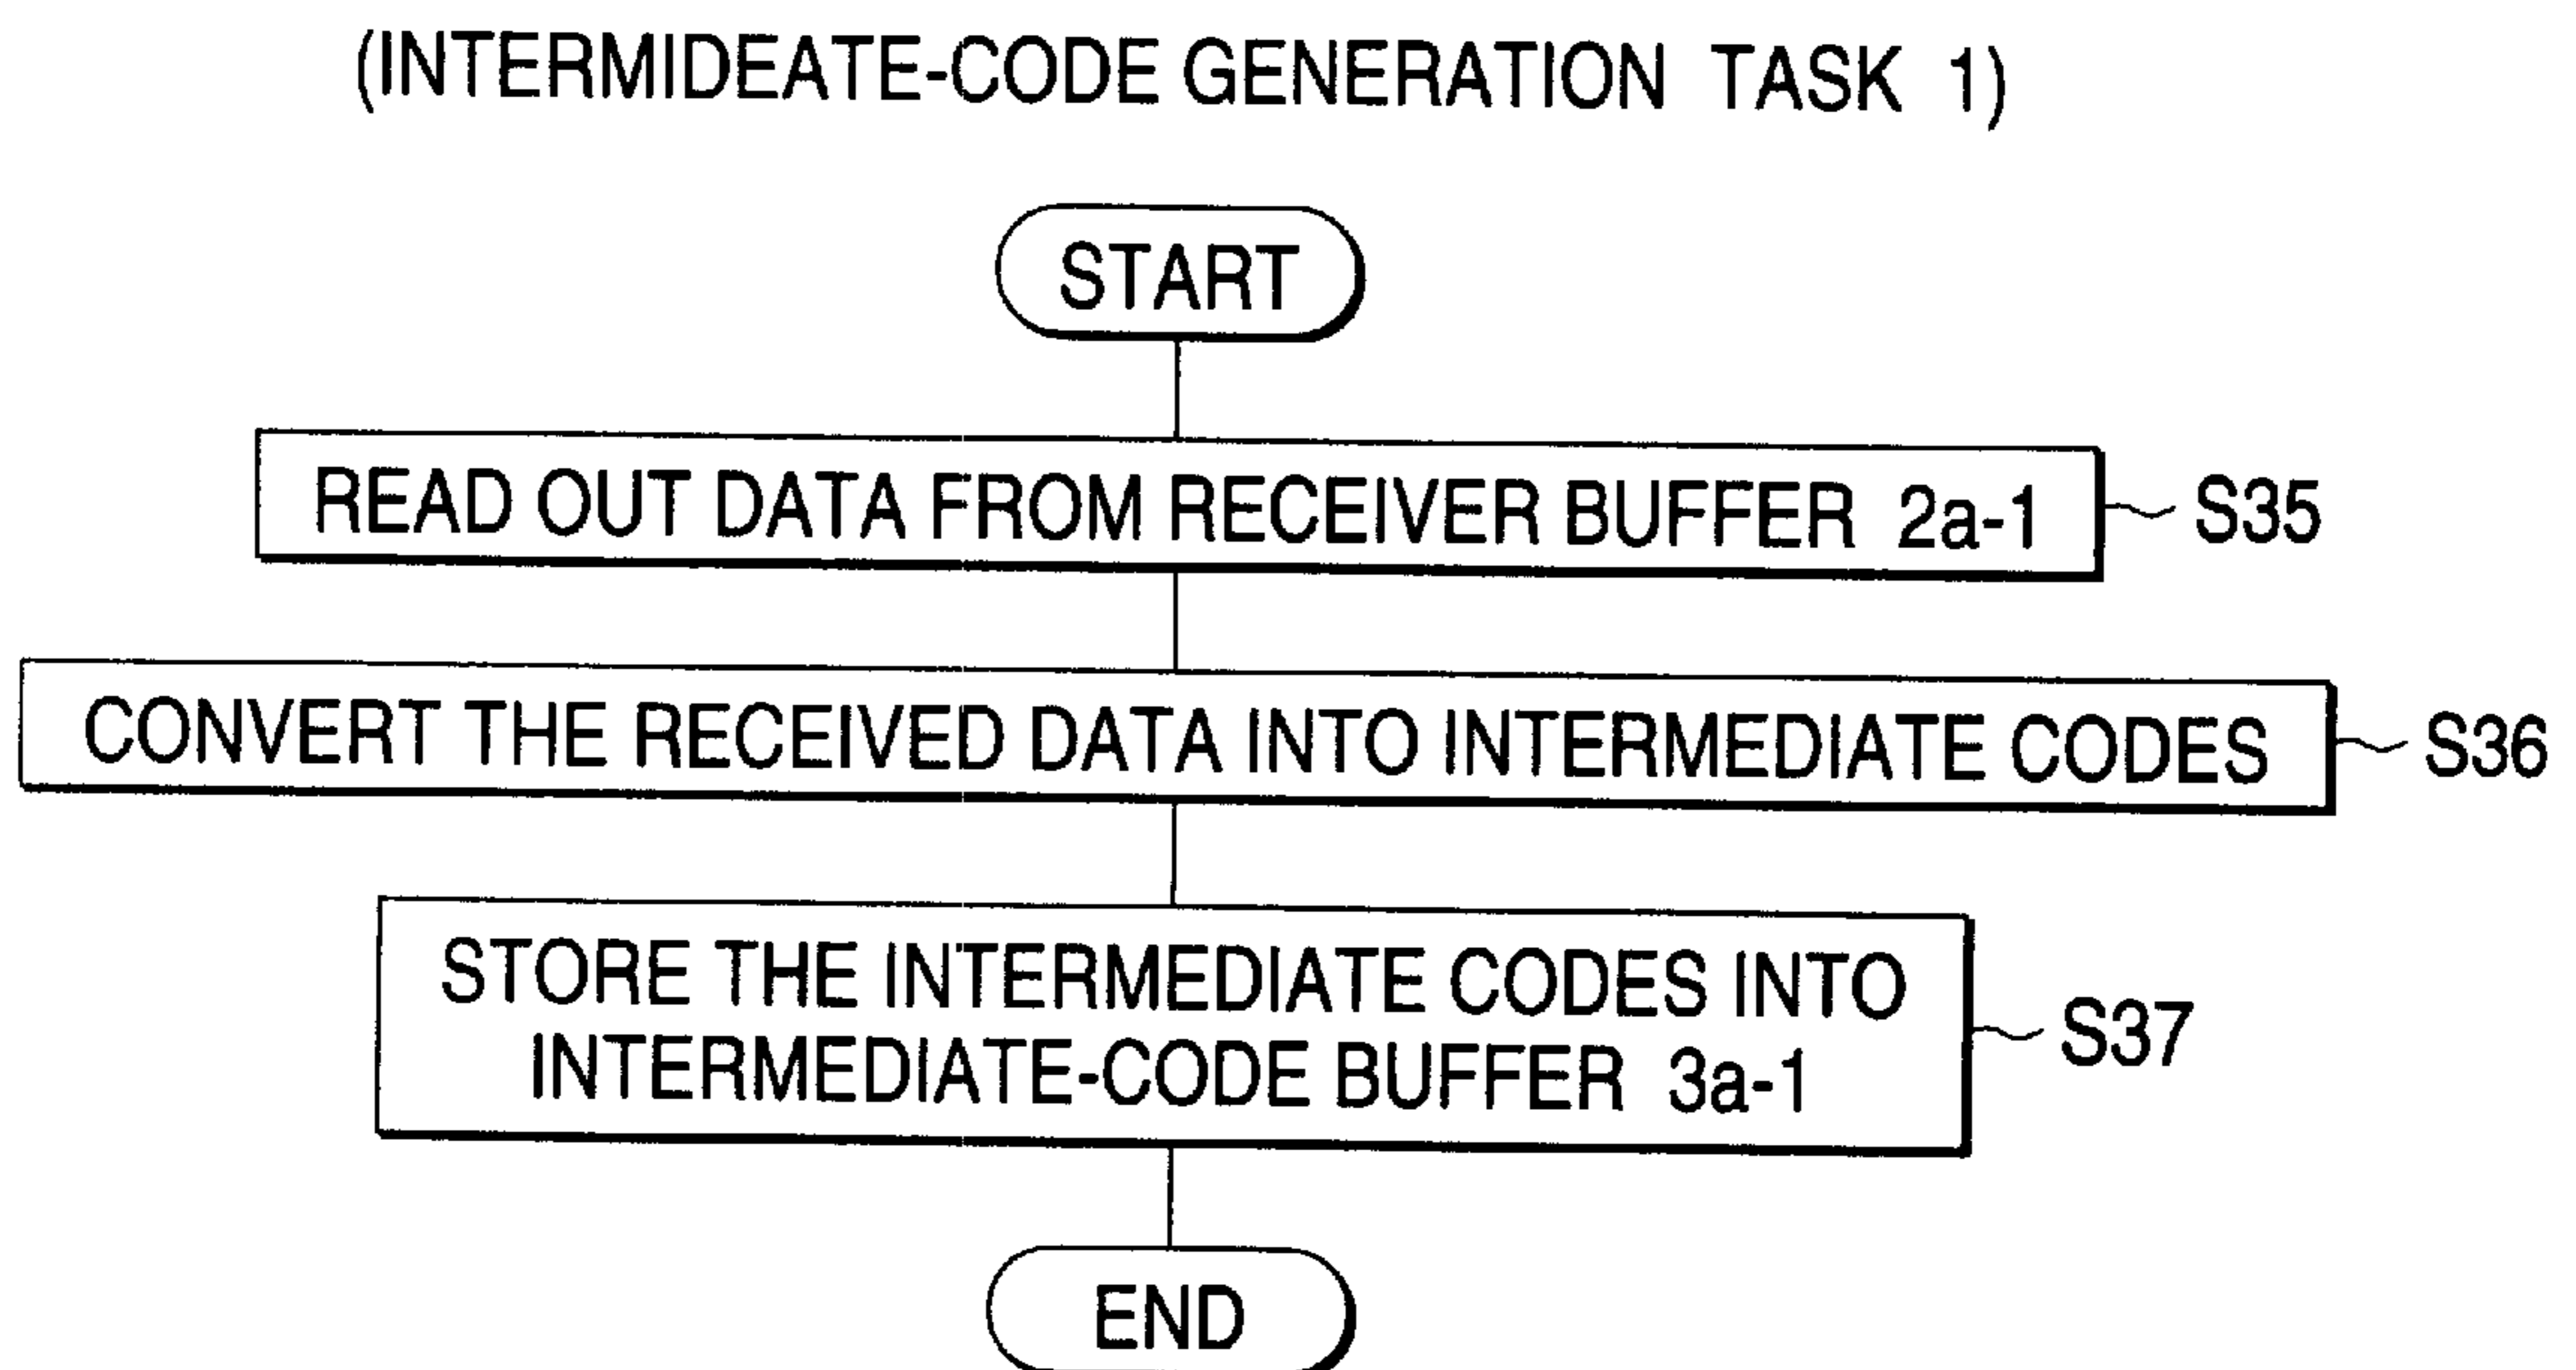 (INTERMIDEATE-CODE GENERATION TASK 1)
START
READ OUT DATA FROM RECEIVER BUFFER 2a-1
S35
CONVERT THE RECEIVED DATA INTO INTERMEDIATE CODES
S36
STORE THE INTERMEDIATE CODES INTO
INTERMEDIATE-CODE BUFFER 3a-1
S37
END